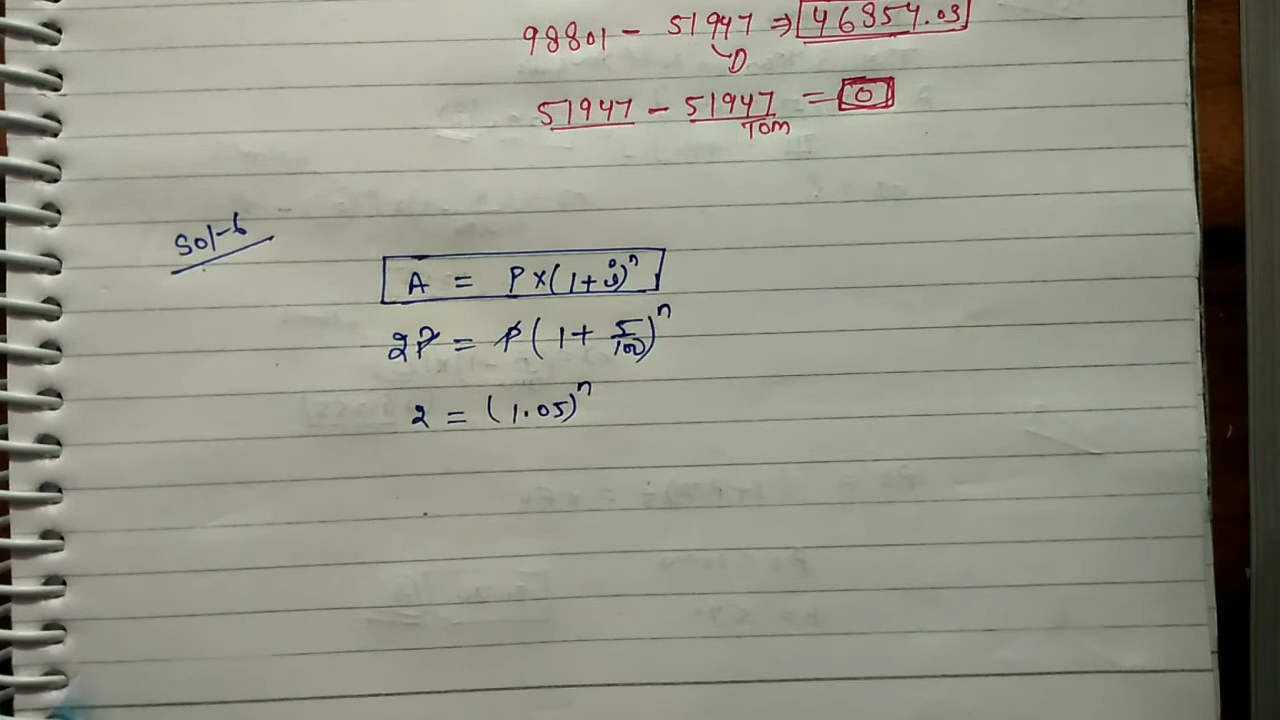 98801 - 51947 ⇒ 46854.03
D
51947 - 51947 = 0
TOM
Sol-6
A = P×(1+i)ⁿ
2P = P(1+5/100)ⁿ
2 = (1.05)ⁿ